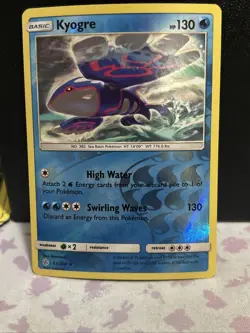 BASIC
Kyogre
HP130
NO. 382 Sea Basin Pokémon HT: 14'09" WT: 776.0 lbs.
High Water
Attach 2 Energy cards from your discard pile to 1 of
your Pokémon.
Swirling Waves 130
Discard an Energy from this Pokémon.
weakness ×2 resistance retreat